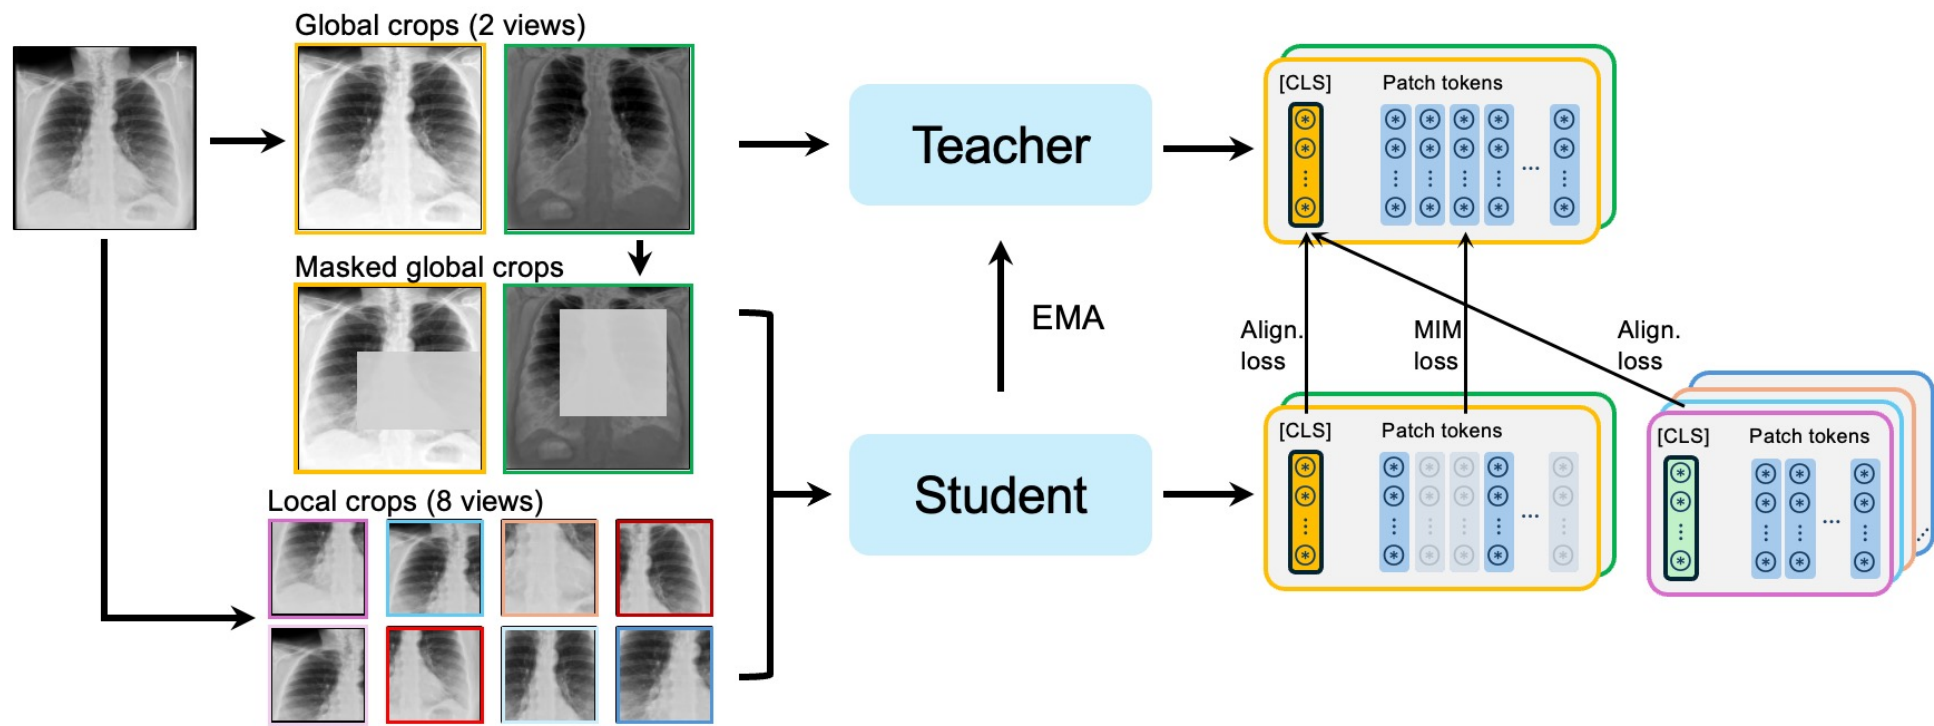 Global crops (2 views)
Masked global crops
Local crops (8 views)
Teacher
EMA
Student
[CLS]
Patch tokens
...
Align.
loss
MIM
loss
Align.
loss
[CLS]
Patch tokens
...
[CLS]
Patch tokens
...